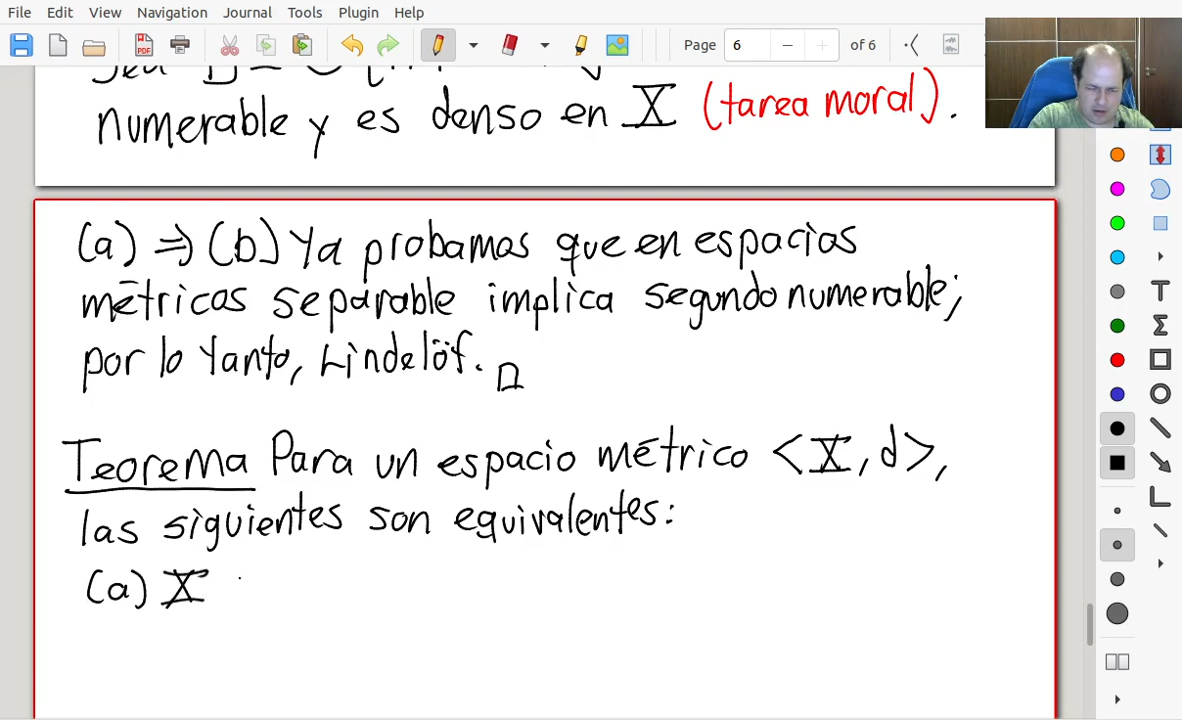 File Edit View Navigation Journal Tools Plugin Help
Page 6 of 6
numerable y es denso en X (tarea moral).
(a) ⇒ (b) Ya probamos que en espacios
métricos separable implica segundo numerable;
por lo tanto, Lindelöf. □
Teorema Para un espacio métrico <X, d>,
las siguientes son equivalentes:
(a) X